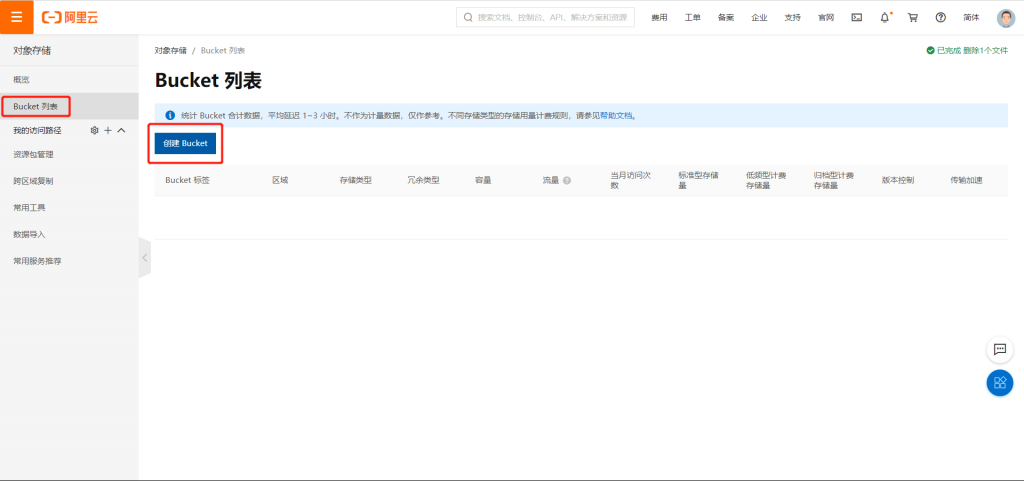 阿里云
搜索文档、控制台、API、解决方案和资源
费用 工单 备案 企业 支持 官网 简体
对象存储
概览
Bucket 列表
我的访问路径
资源包管理
跨区域复制
常用工具
数据导入
常用服务推荐
对象存储 / Bucket 列表
已完成 删除1个文件
Bucket 列表
统计 Bucket 合计数据，平均延迟 1~3 小时。不作为计量数据，仅作参考。不同存储类型的存储用量计费规则，请参见帮助文档。
创建 Bucket
Bucket 标签 区域 存储类型 冗余类型 容量 流量 当月访问次数 标准型存储量 低频型计费存储量 归档型计费存储量 版本控制 传输加速